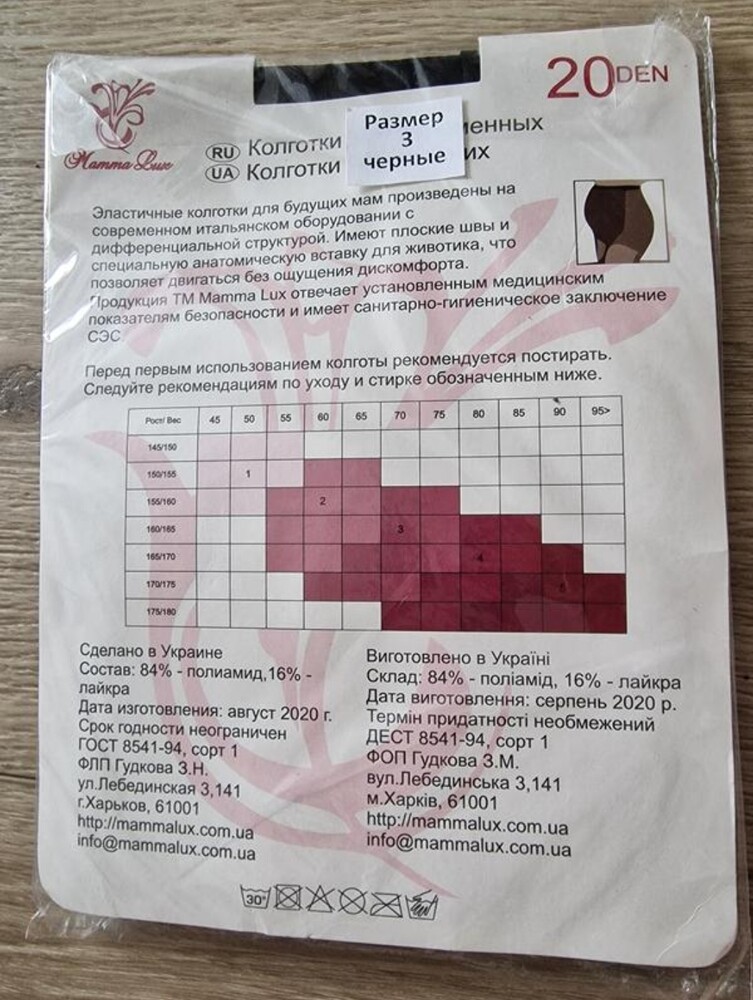 Mamma Lux
20 DEN
RU Колготки менных
UA Колготки их
Размер
3
черные
Эластичные колготки для будущих мам произведены на
современном итальянском оборудовании с
дифференциальной структурой. Имеют плоские швы и
специальную анатомическую вставку для животика, что
позволяет двигаться без ощущения дискомфорта.
Продукция ТМ Mamma Lux отвечает установленным медицинским
показателям безопасности и имеет санитарно-гигиеническое заключение
СЭС.
Перед первым использованием колготы рекомендуется постирать.
Следуйте рекомендациям по уходу и стирке обозначенным ниже.
Рост/ Вес 45 50 55 60 65 70 75 80 85 90 95>
145/150
150/155 1
155/160 2
160/165 3
165/170 4
170/175
175/180
Сделано в Украине
Состав: 84% - полиамид,16% -
лайкра
Дата изготовления: август 2020 г.
Срок годности неограничен
ГОСТ 8541-94, сорт 1
ФЛП Гудкова З.Н.
ул.Лебединская 3,141
г.Харьков, 61001
http://mammalux.com.ua
info@mammalux.com.ua
Виготовлено в Україні
Склад: 84% - поліамід, 16% - лайкра
Дата виготовлення: серпень 2020 р.
Термін придатності необмежений
ДЕСТ 8541-94, сорт 1
ФОП Гудкова З.М.
вул.Лебединська 3,141
м.Харків, 61001
http://mammalux.com.ua
info@mammalux.com.ua
30°